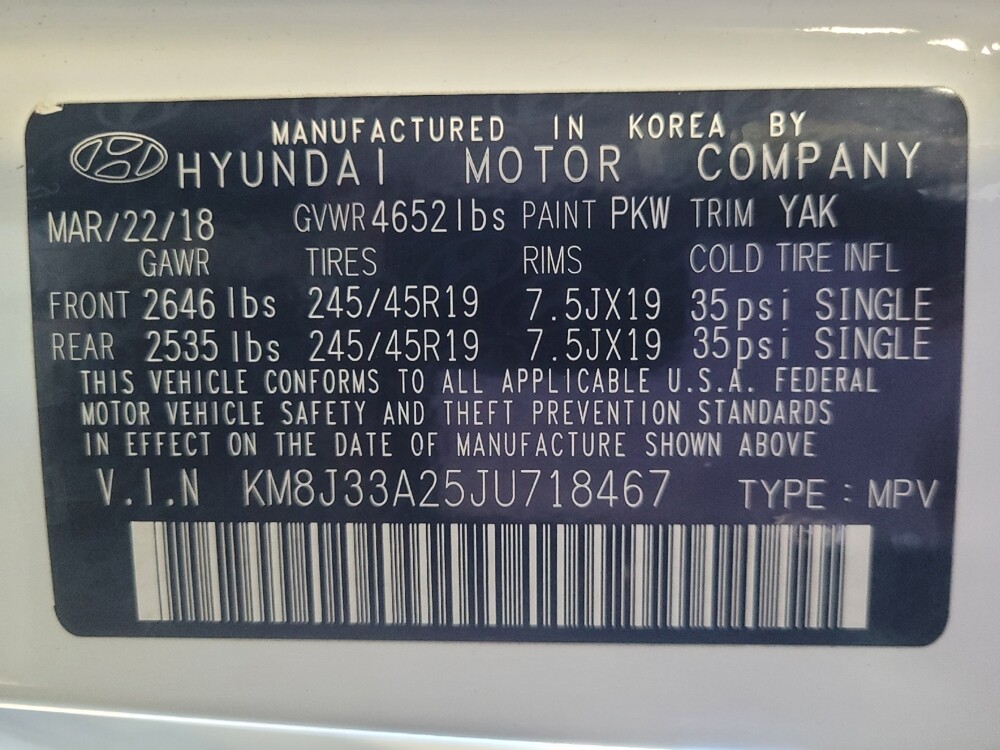 MANUFACTURED IN KOREA BY
HYUNDAI MOTOR COMPANY
MAR/22/18 GVWR 4652lbs PAINT PKW TRIM YAK
GAWR TIRES RIMS COLD TIRE INFL
FRONT 2646 lbs 245/45R19 7.5JX19 35psi SINGLE
REAR 2535 lbs 245/45R19 7.5JX19 35psi SINGLE
THIS VEHICLE CONFORMS TO ALL APPLICABLE U.S.A. FEDERAL
MOTOR VEHICLE SAFETY AND THEFT PREVENTION STANDARDS
IN EFFECT ON THE DATE OF MANUFACTURE SHOWN ABOVE
V.I.N KM8J33A25JU718467 TYPE : MPV